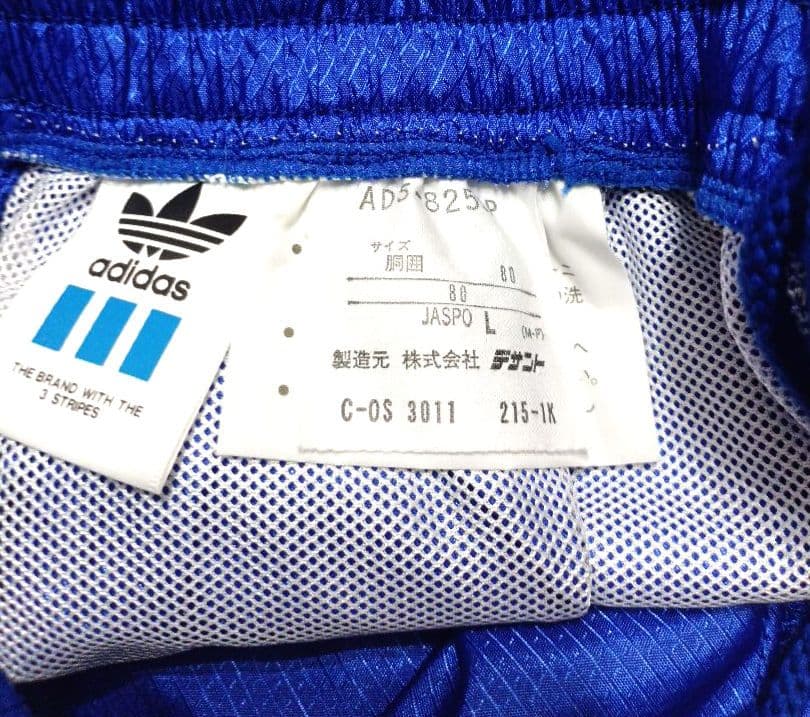 adidas
THE BRAND WITH THE
3 STRIPES
サイズ
胴囲 80
80
JASPO L (M-P)
製造元 株式会社 デサント
C-OS 3011 215-1K
洗